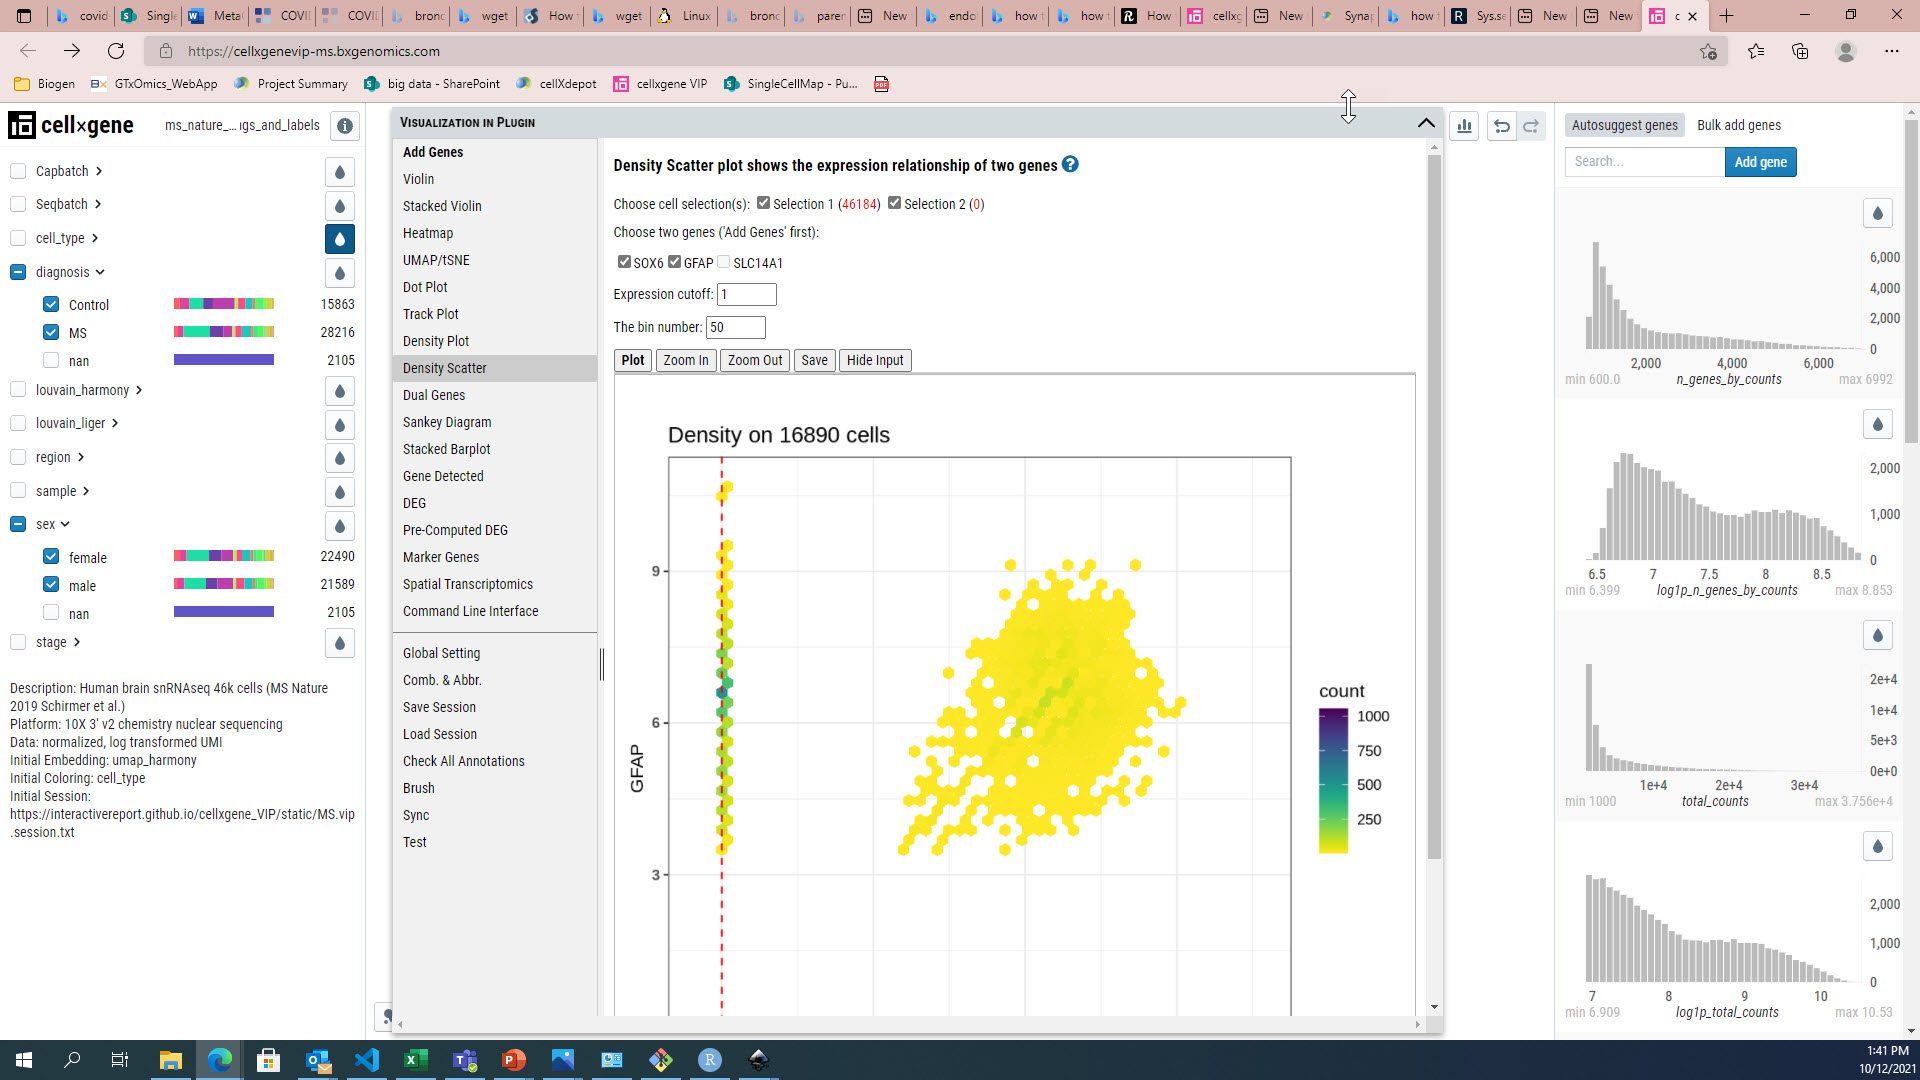 covid
Single
Meta
COVID
COVI
bronc
wget
How t
wget
Linux
bronc
paren
New
endo
how t
how t
How
cellxg
New
Synap
how t
Sys.se
New
New
c
https://cellxgenevip-ms.bxgenomics.com
Biogen
GTxOmics_WebApp
Project Summary
big data - SharePoint
cellXdepot
cellxgene VIP
SingleCellMap - Pu...
cell×gene
ms_nature_... ıgs_and_labels
Capbatch
Seqbatch
cell_type
diagnosis
Control 15863
MS 28216
nan 2105
louvain_harmony
louvain_liger
region
sample
sex
female 22490
male 21589
nan 2105
stage
Description: Human brain snRNAseq 46k cells (MS Nature
2019 Schirmer et al.)
Platform: 10X 3' v2 chemistry nuclear sequencing
Data: normalized, log transformed UMI
Initial Embedding: umap_harmony
Initial Coloring: cell_type
Initial Session:
https://interactivereport.github.io/cellxgene_VIP/static/MS.vip
.session.txt
Visualization in Plugin
Add Genes
Violin
Stacked Violin
Heatmap
UMAP/tSNE
Dot Plot
Track Plot
Density Plot
Density Scatter
Dual Genes
Sankey Diagram
Stacked Barplot
Gene Detected
DEG
Pre-Computed DEG
Marker Genes
Spatial Transcriptomics
Command Line Interface
Global Setting
Comb. & Abbr.
Save Session
Load Session
Check All Annotations
Brush
Sync
Test
Density Scatter plot shows the expression relationship of two genes
Choose cell selection(s): Selection 1 (46184) Selection 2 (0)
Choose two genes ('Add Genes' first):
SOX6 GFAP SLC14A1
Expression cutoff: 1
The bin number: 50
Plot Zoom In Zoom Out Save Hide Input
Density on 16890 cells
9
6
3
GFAP
count
1000
750
500
250
Autosuggest genes Bulk add genes
Search... Add gene
6,000
4,000
2,000
0
2,000 4,000 6,000
min 600.0 n_genes_by_counts max 6992
2,000
1,000
0
6.5 7 7.5 8 8.5
min 6.399 log1p_n_genes_by_counts max 8.853
2e+4
1e+4
5e+3
0e+0
1e+4 2e+4 3e+4
min 1000 total_counts max 3.756e+4
2,000
1,000
0
7 8 9 10
min 6.909 log1p_total_counts max 10.53
1:41 PM
10/12/2021